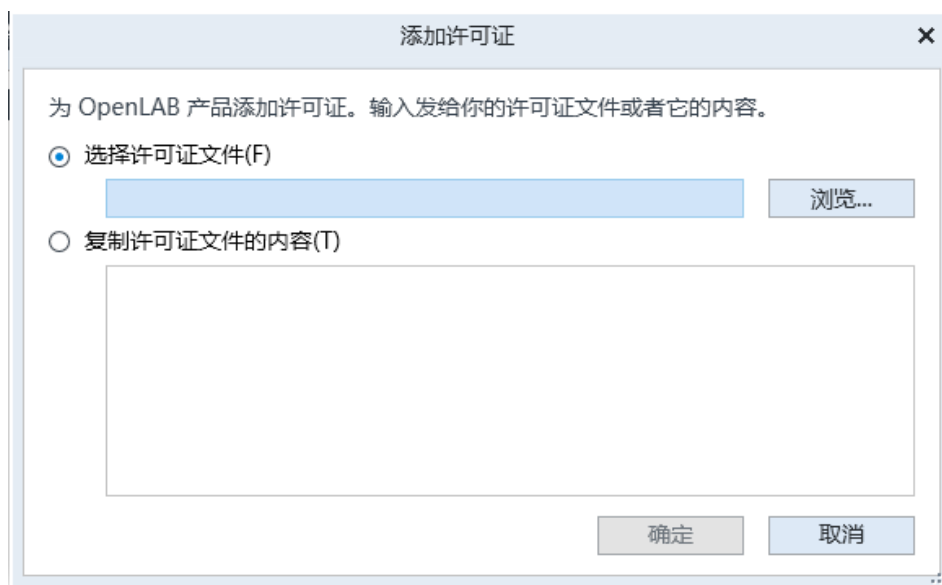 添加许可证
为 OpenLAB 产品添加许可证。输入发给你的许可证文件或者它的内容。
选择许可证文件(F)
浏览...
复制许可证文件的内容(T)
确定
取消